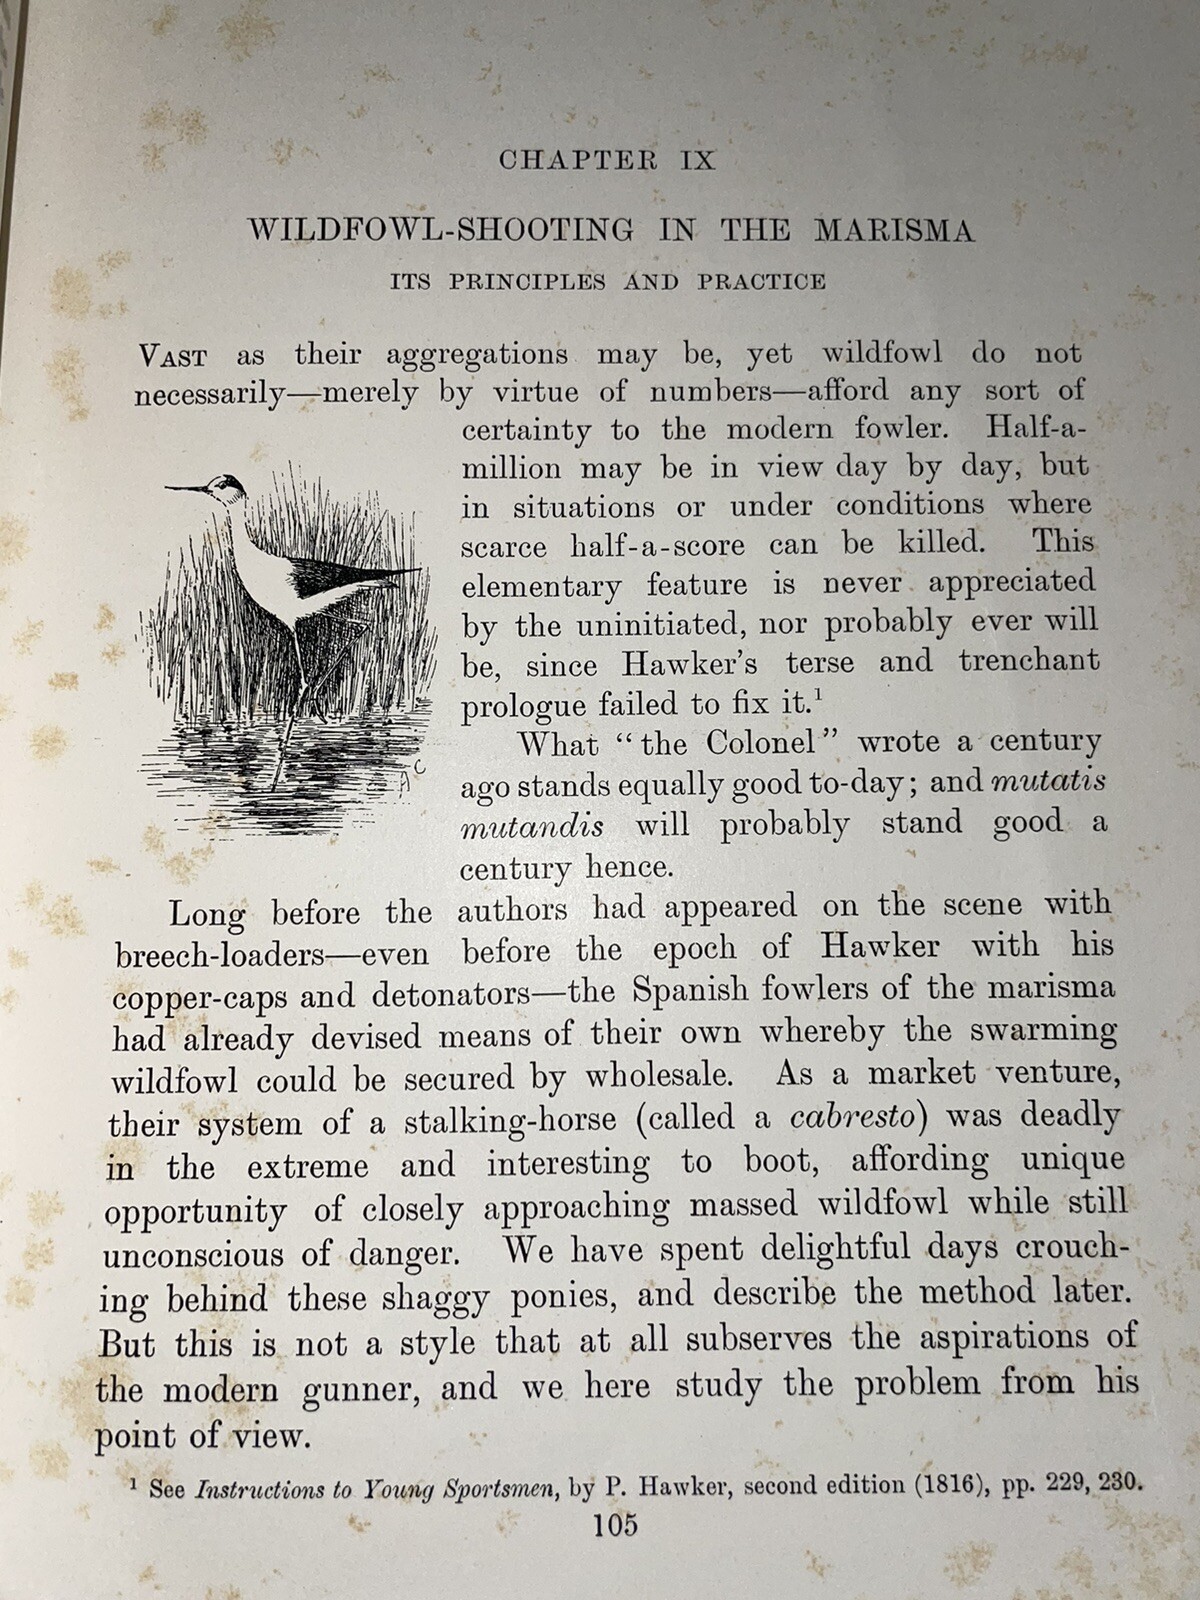 CHAPTER IX
WILDFOWL-SHOOTING IN THE MARISMA
ITS PRINCIPLES AND PRACTICE
VAST as their aggregations may be, yet wildfowl do not
necessarily—merely by virtue of numbers—afford any sort of
certainty to the modern fowler. Half-a-
million may be in view day by day, but
in situations or under conditions where
scarce half-a-score can be killed. This
elementary feature is never appreciated
by the uninitiated, nor probably ever will
be, since Hawker's terse and trenchant
prologue failed to fix it.¹
What "the Colonel" wrote a century
ago stands equally good to-day; and mutatis
mutandis will probably stand good a
century hence.
AC
Long before the authors had appeared on the scene with
breech-loaders—even before the epoch of Hawker with his
copper-caps and detonators—the Spanish fowlers of the marisma
had already devised means of their own whereby the swarming
wildfowl could be secured by wholesale. As a market venture,
their system of a stalking-horse (called a cabresto) was deadly
in the extreme and interesting to boot, affording unique
opportunity of closely approaching massed wildfowl while still
unconscious of danger. We have spent delightful days crouch-
ing behind these shaggy ponies, and describe the method later.
But this is not a style that at all subserves the aspirations of
the modern gunner, and we here study the problem from his
point of view.
¹ See Instructions to Young Sportsmen, by P. Hawker, second edition (1816), pp. 229, 230.
105